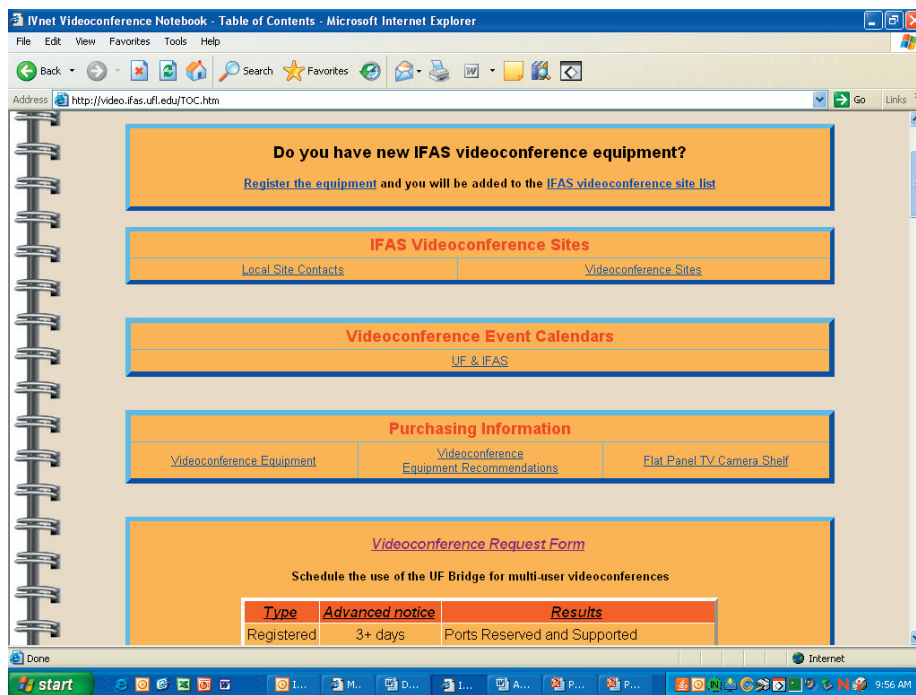 IVnet Videoconference Notebook - Table of Contents - Microsoft Internet Explorer
File Edit View Favorites Tools Help
Back Search Favorites
Address http://video.ifas.ufl.edu/TOC.htm Go Links
Do you have new IFAS videoconference equipment?
Register the equipment and you will be added to the IFAS videoconference site list
IFAS Videoconference Sites
Local Site Contacts Videoconference Sites
Videoconference Event Calendars
UF & IFAS
Purchasing Information
Videoconference Equipment Videoconference Flat Panel TV Camera Shelf
Equipment Recommendations
Videoconference Request Form
Schedule the use of the UF Bridge for multi-user videoconferences
Type Advanced notice Results
Registered 3+ days Ports Reserved and Supported
Done Internet
start I... M.. D... I... A... P... P... 9:56 AM